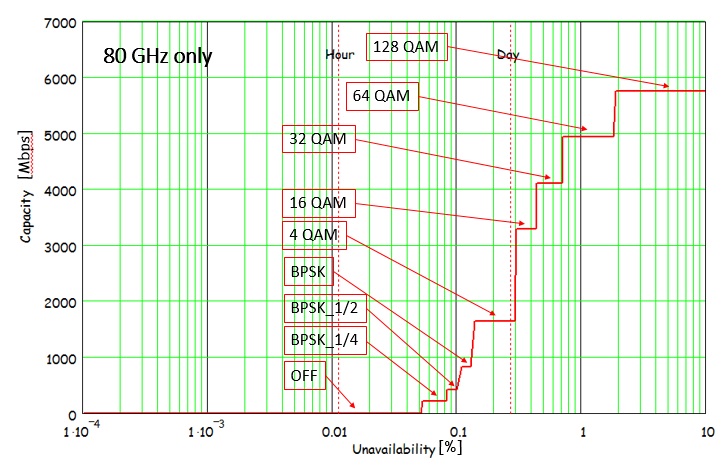 7000
6000
5000
4000
3000
2000
1000
0
Capacity [Mbps]
80 GHz only
Hour
Day
128 QAM
64 QAM
32 QAM
16 QAM
4 QAM
BPSK
BPSK_1/2
BPSK_1/4
OFF
1·10⁻⁴
1·10⁻³
0.01
0.1
1
10
Unavailability [%]